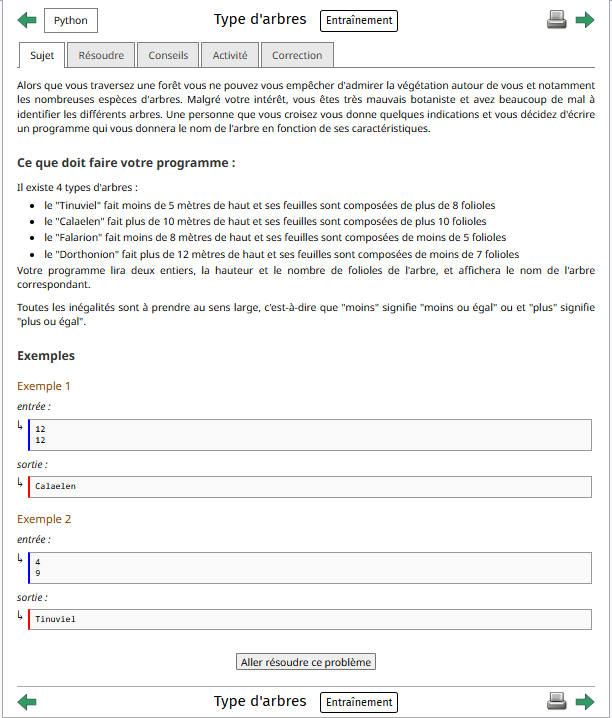 Python
Type d'arbres
Entraînement
Sujet
Résoudre
Conseils
Activité
Correction
Alors que vous traversez une forêt vous ne pouvez vous empêcher d'admirer la végétation autour de vous et notamment
les nombreuses espèces d'arbres. Malgré votre intérêt, vous êtes très mauvais botaniste et avez beaucoup de mal à
identifier les différents arbres. Une personne que vous croisez vous donne quelques indications et vous décidez d'écrire
un programme qui vous donnera le nom de l'arbre en fonction de ses caractéristiques.
Ce que doit faire votre programme :
Il existe 4 types d'arbres :
• le "Tinuviel" fait moins de 5 mètres de haut et ses feuilles sont composées de plus de 8 folioles
• le "Calaelen" fait plus de 10 mètres de haut et ses feuilles sont composées de plus 10 folioles
• le "Falarion" fait moins de 8 mètres de haut et ses feuilles sont composées de moins de 5 folioles
• le "Dorthonion" fait plus de 12 mètres de haut et ses feuilles sont composées de moins de 7 folioles
Votre programme lira deux entiers, la hauteur et le nombre de folioles de l'arbre, et affichera le nom de l'arbre
correspondant.
Toutes les inégalités sont à prendre au sens large, c'est-à-dire que "moins" signifie "moins ou égal" ou et "plus" signifie
"plus ou égal".
Exemples
Exemple 1
entrée :
12
12
sortie :
Calaelen
Exemple 2
entrée :
4
9
sortie :
Tinuviel
Aller résoudre ce problème
Type d'arbres
Entraînement